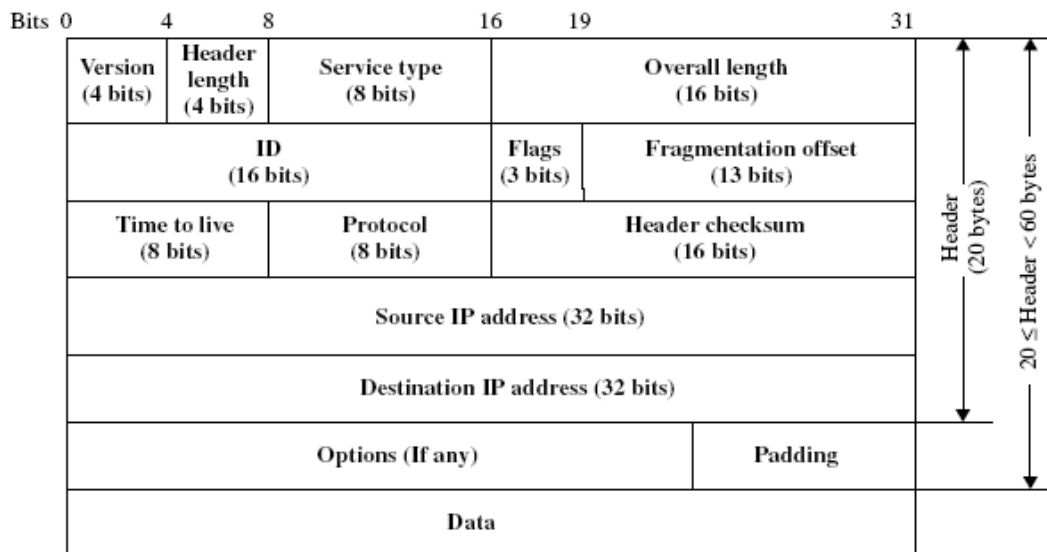 Bits 0 4 8 16 19 31
Version
(4 bits)
Header
length
(4 bits)
Service type
(8 bits)
Overall length
(16 bits)
ID
(16 bits)
Flags
(3 bits)
Fragmentation offset
(13 bits)
Time to live
(8 bits)
Protocol
(8 bits)
Header checksum
(16 bits)
Source IP address (32 bits)
Destination IP address (32 bits)
Options (If any)
Padding
Data
Header
(20 bytes)
20 ≤ Header < 60 bytes